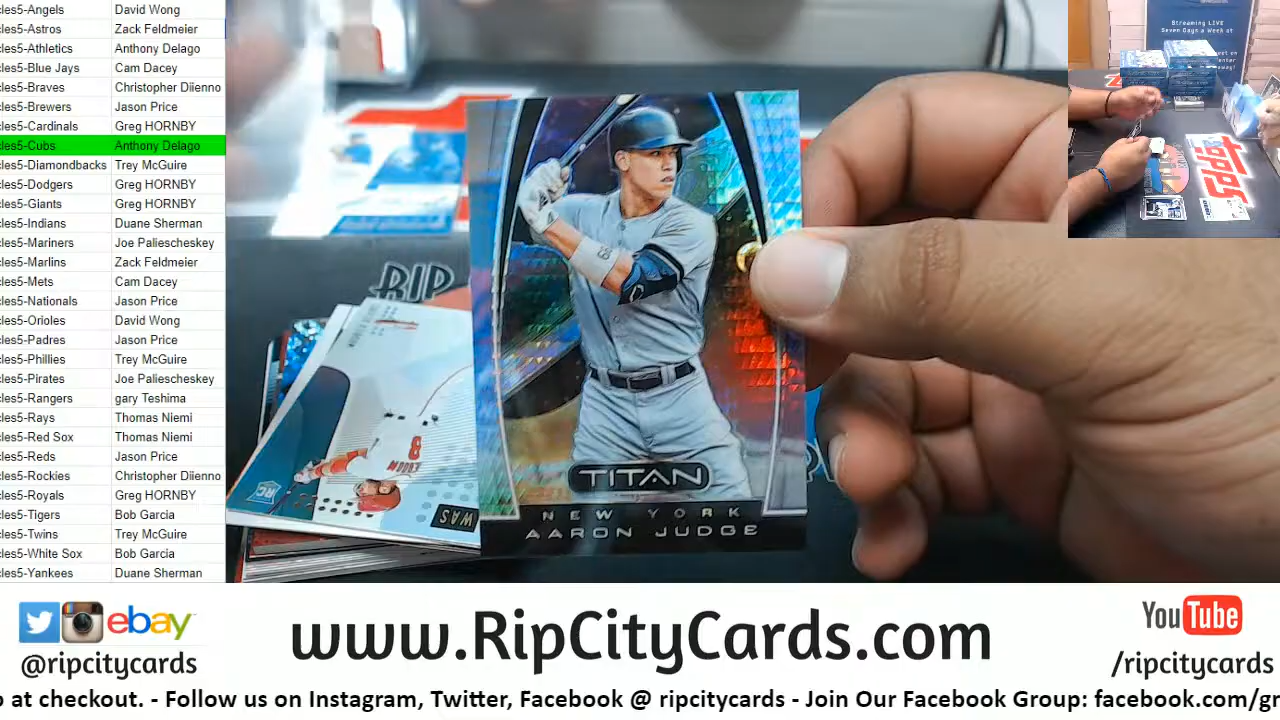 cles5-Angels David Wong
cles5-Astros Zack Feldmeier
cles5-Athletics Anthony Delago
cles5-Blue Jays Cam Dacey
cles5-Braves Christopher Diienno
cles5-Brewers Jason Price
cles5-Cardinals Greg HORNBY
cles5-Cubs Anthony Delago
cles5-Diamondbacks Trey McGuire
cles5-Dodgers Greg HORNBY
cles5-Giants Greg HORNBY
cles5-Indians Duane Sherman
cles5-Mariners Joe Paliescheskey
cles5-Marlins Zack Feldmeier
cles5-Mets Cam Dacey
cles5-Nationals Jason Price
cles5-Orioles David Wong
cles5-Padres Jason Price
cles5-Phillies Trey McGuire
cles5-Pirates Joe Paliescheskey
cles5-Rangers gary Teshima
cles5-Rays Thomas Niemi
cles5-Red Sox Thomas Niemi
cles5-Reds Jason Price
cles5-Rockies Christopher Diienno
cles5-Royals Greg HORNBY
cles5-Tigers Bob Garcia
cles5-Twins Trey McGuire
cles5-White Sox Bob Garcia
cles5-Yankees Duane Sherman
RIP
TITAN
NEW YORK
AARON JUDGE
99
8
RC
WAS
Streaming LIVE
Seven Days a Week at
topps
ebay
@ripcitycards
www.RipCityCards.com
YouTube
/ripcitycards
o at checkout. - Follow us on Instagram, Twitter, Facebook @ ripcitycards - Join Our Facebook Group: facebook.com/gr